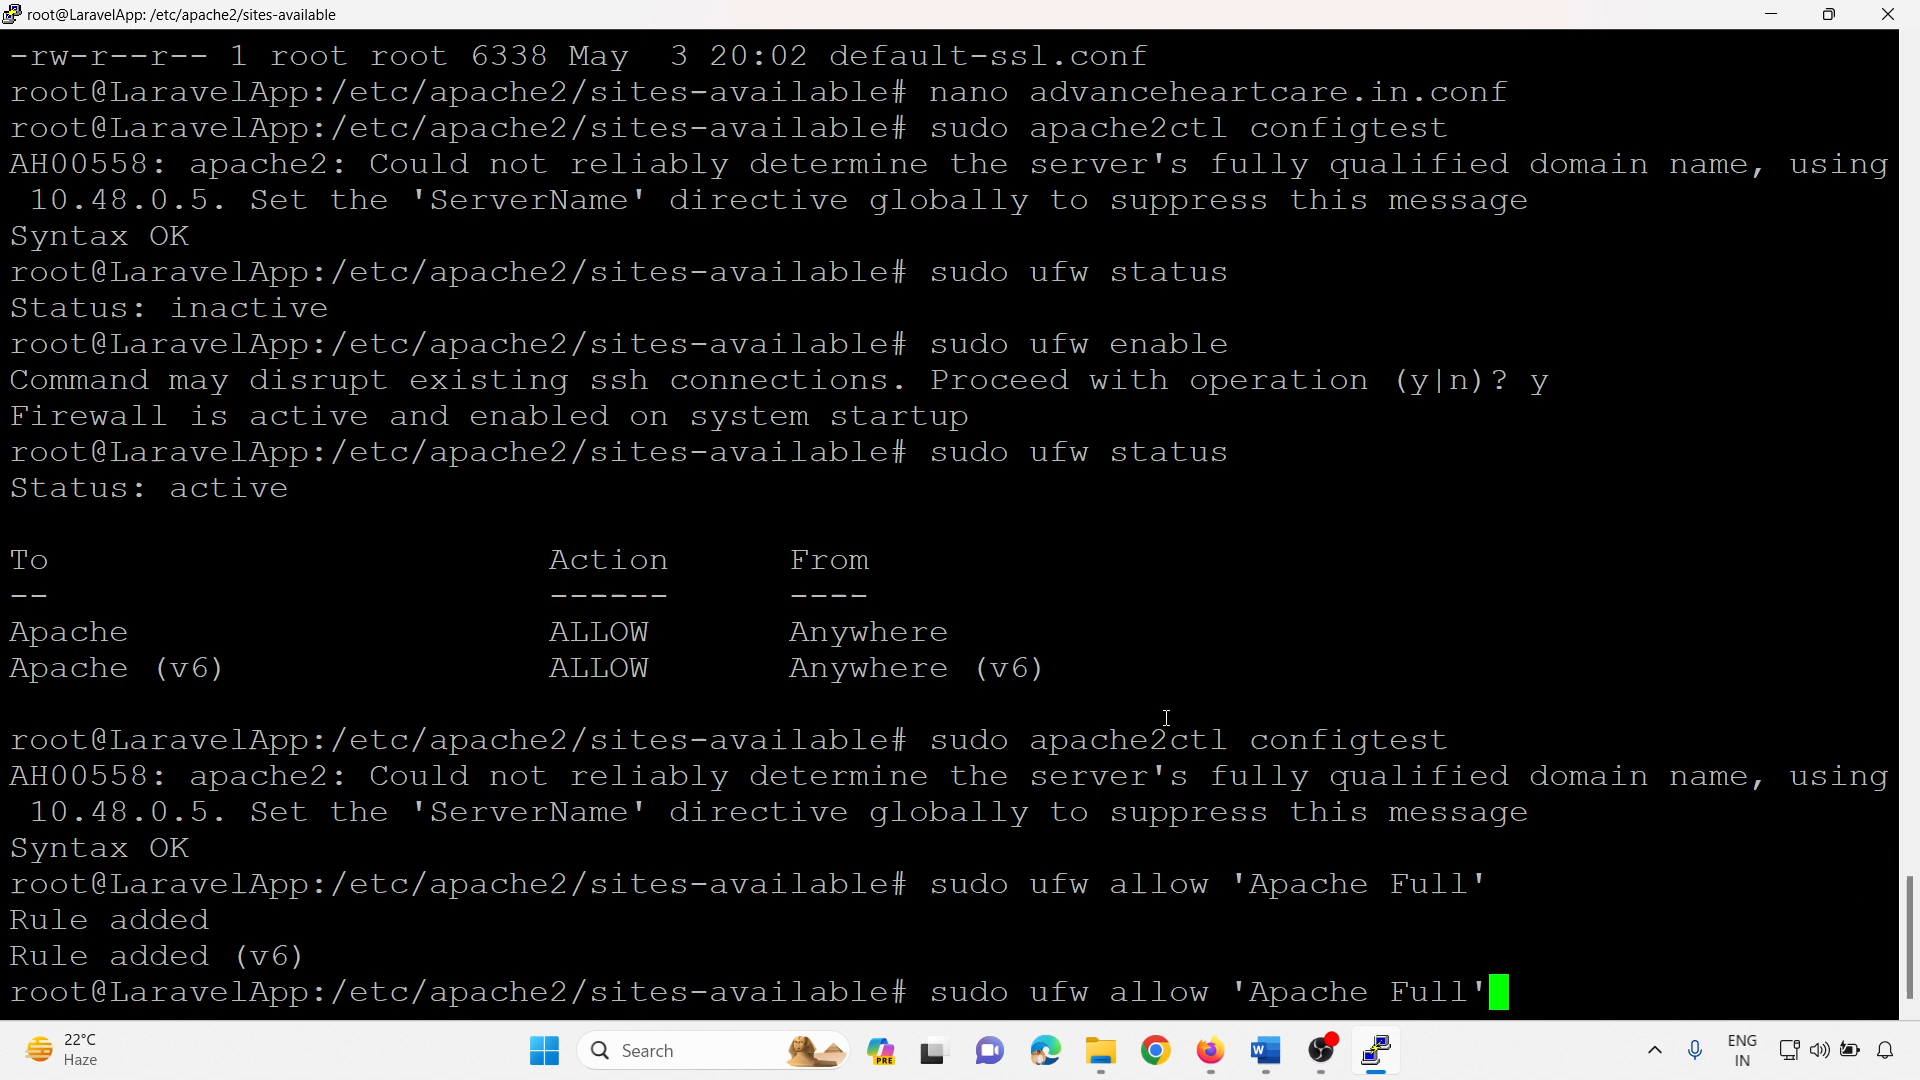 root@LaravelApp: /etc/apache2/sites-available
-rw-r--r-- 1 root root 6338 May  3 20:02 default-ssl.conf
root@LaravelApp:/etc/apache2/sites-available# nano advanceheartcare.in.conf
root@LaravelApp:/etc/apache2/sites-available# sudo apache2ctl configtest
AH00558: apache2: Could not reliably determine the server's fully qualified domain name, using
 10.48.0.5. Set the 'ServerName' directive globally to suppress this message
Syntax OK
root@LaravelApp:/etc/apache2/sites-available# sudo ufw status
Status: inactive
root@LaravelApp:/etc/apache2/sites-available# sudo ufw enable
Command may disrupt existing ssh connections. Proceed with operation (y|n)? y
Firewall is active and enabled on system startup
root@LaravelApp:/etc/apache2/sites-available# sudo ufw status
Status: active
To                         Action      From
--                         ------      ----
Apache                     ALLOW       Anywhere
Apache (v6)                ALLOW       Anywhere (v6)
root@LaravelApp:/etc/apache2/sites-available# sudo apache2ctl configtest
AH00558: apache2: Could not reliably determine the server's fully qualified domain name, using
 10.48.0.5. Set the 'ServerName' directive globally to suppress this message
Syntax OK
root@LaravelApp:/etc/apache2/sites-available# sudo ufw allow 'Apache Full'
Rule added
Rule added (v6)
root@LaravelApp:/etc/apache2/sites-available# sudo ufw allow 'Apache Full'
22°C
Haze
Search
PRE
W
ENG
IN